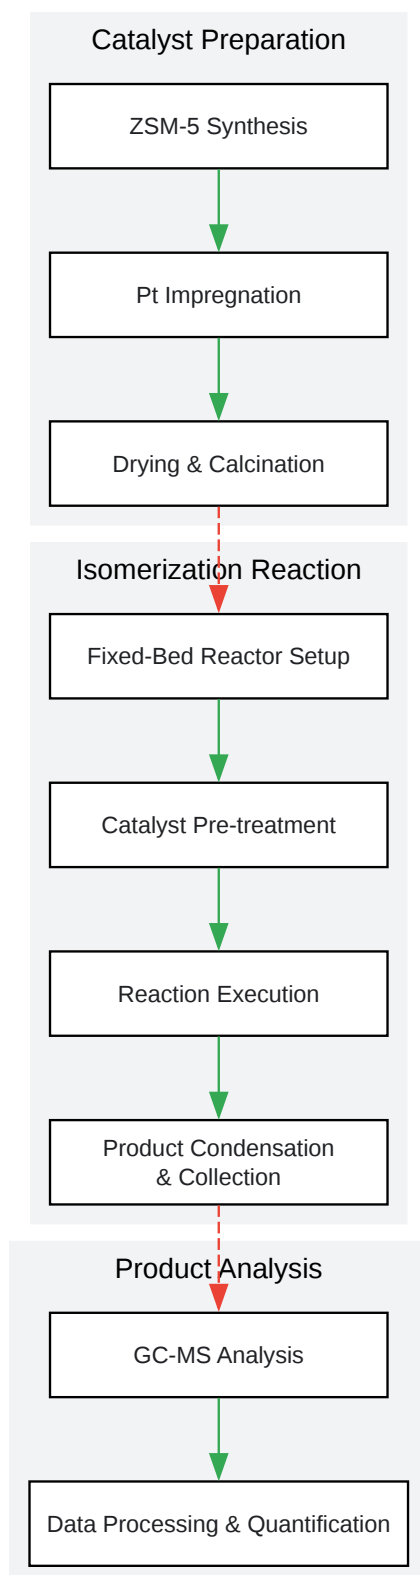 Catalyst Preparation
ZSM-5 Synthesis
Pt Impregnation
Drying & Calcination
Isomerization Reaction
Fixed-Bed Reactor Setup
Catalyst Pre-treatment
Reaction Execution
Product Condensation
& Collection
Product Analysis
GC-MS Analysis
Data Processing & Quantification